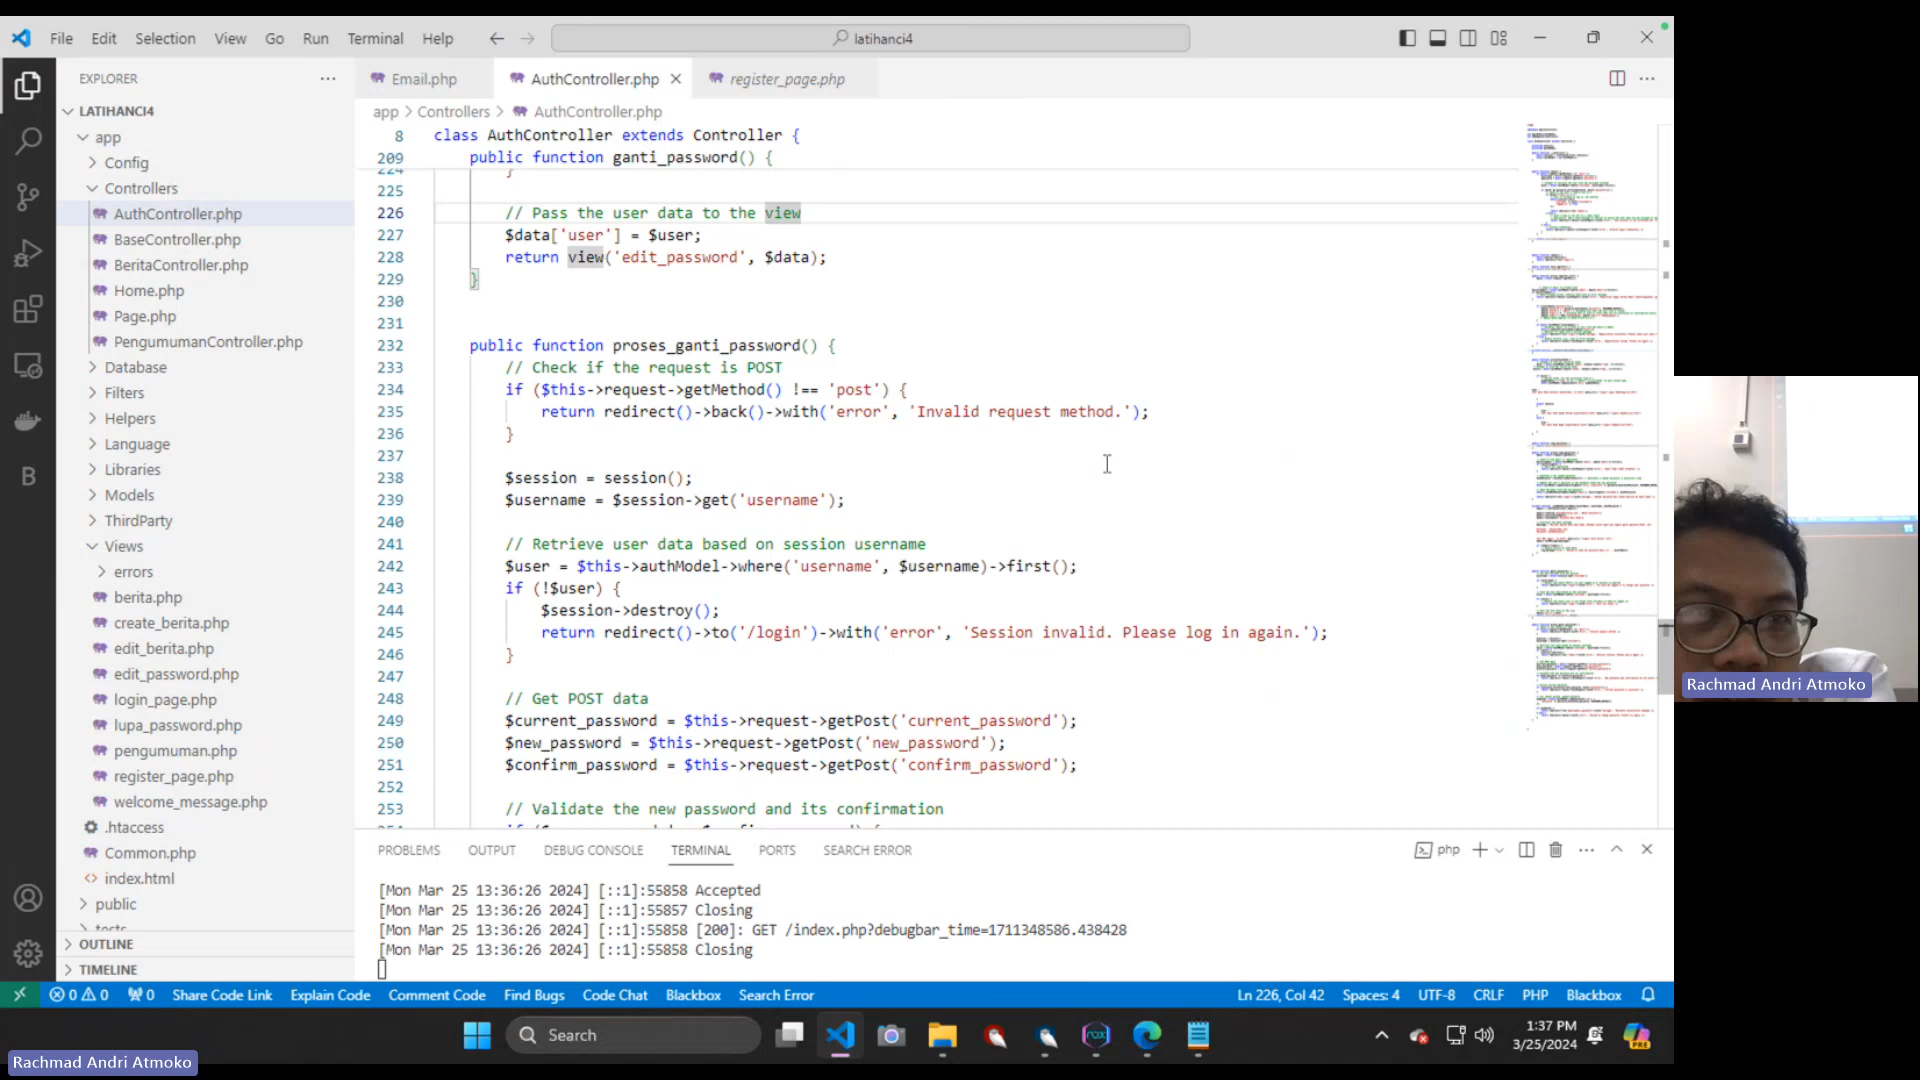 File Edit Selection View Go Run Terminal Help
latihanci4
EXPLORER
Email.php
AuthController.php
register_page.php
LATIHANCI4
app
Config
Controllers
AuthController.php
BaseController.php
BeritaController.php
Home.php
Page.php
PengumumanController.php
Database
Filters
Helpers
Language
Libraries
Models
ThirdParty
Views
errors
berita.php
create_berita.php
edit_berita.php
edit_password.php
login_page.php
lupa_password.php
pengumuman.php
register_page.php
welcome_message.php
.htaccess
Common.php
index.html
public
tests
OUTLINE
TIMELINE
app > Controllers > AuthController.php
8 class AuthController extends Controller {
209 public function ganti_password() {
224 }
225
226 // Pass the user data to the view
227 $data['user'] = $user;
228 return view('edit_password', $data);
229 }
230
231
232 public function proses_ganti_password() {
233 // Check if the request is POST
234 if ($this->request->getMethod() !== 'post') {
235 return redirect()->back()->with('error', 'Invalid request method.');
236 }
237
238 $session = session();
239 $username = $session->get('username');
240
241 // Retrieve user data based on session username
242 $user = $this->authModel->where('username', $username)->first();
243 if (!$user) {
244 $session->destroy();
245 return redirect()->to('/login')->with('error', 'Session invalid. Please log in again.');
246 }
247
248 // Get POST data
249 $current_password = $this->request->getPost('current_password');
250 $new_password = $this->request->getPost('new_password');
251 $confirm_password = $this->request->getPost('confirm_password');
252
253 // Validate the new password and its confirmation
PROBLEMS OUTPUT DEBUG CONSOLE TERMINAL PORTS SEARCH ERROR
php
[Mon Mar 25 13:36:26 2024] [::1]:55858 Accepted
[Mon Mar 25 13:36:26 2024] [::1]:55857 Closing
[Mon Mar 25 13:36:26 2024] [::1]:55858 [200]: GET /index.php?debugbar_time=1711348586.438428
[Mon Mar 25 13:36:26 2024] [::1]:55858 Closing
0 0 0 Share Code Link Explain Code Comment Code Find Bugs Code Chat Blackbox Search Error
Ln 226, Col 42 Spaces: 4 UTF-8 CRLF PHP Blackbox
Search
1:37 PM
3/25/2024
PRE
Rachmad Andri Atmoko
Rachmad Andri Atmoko